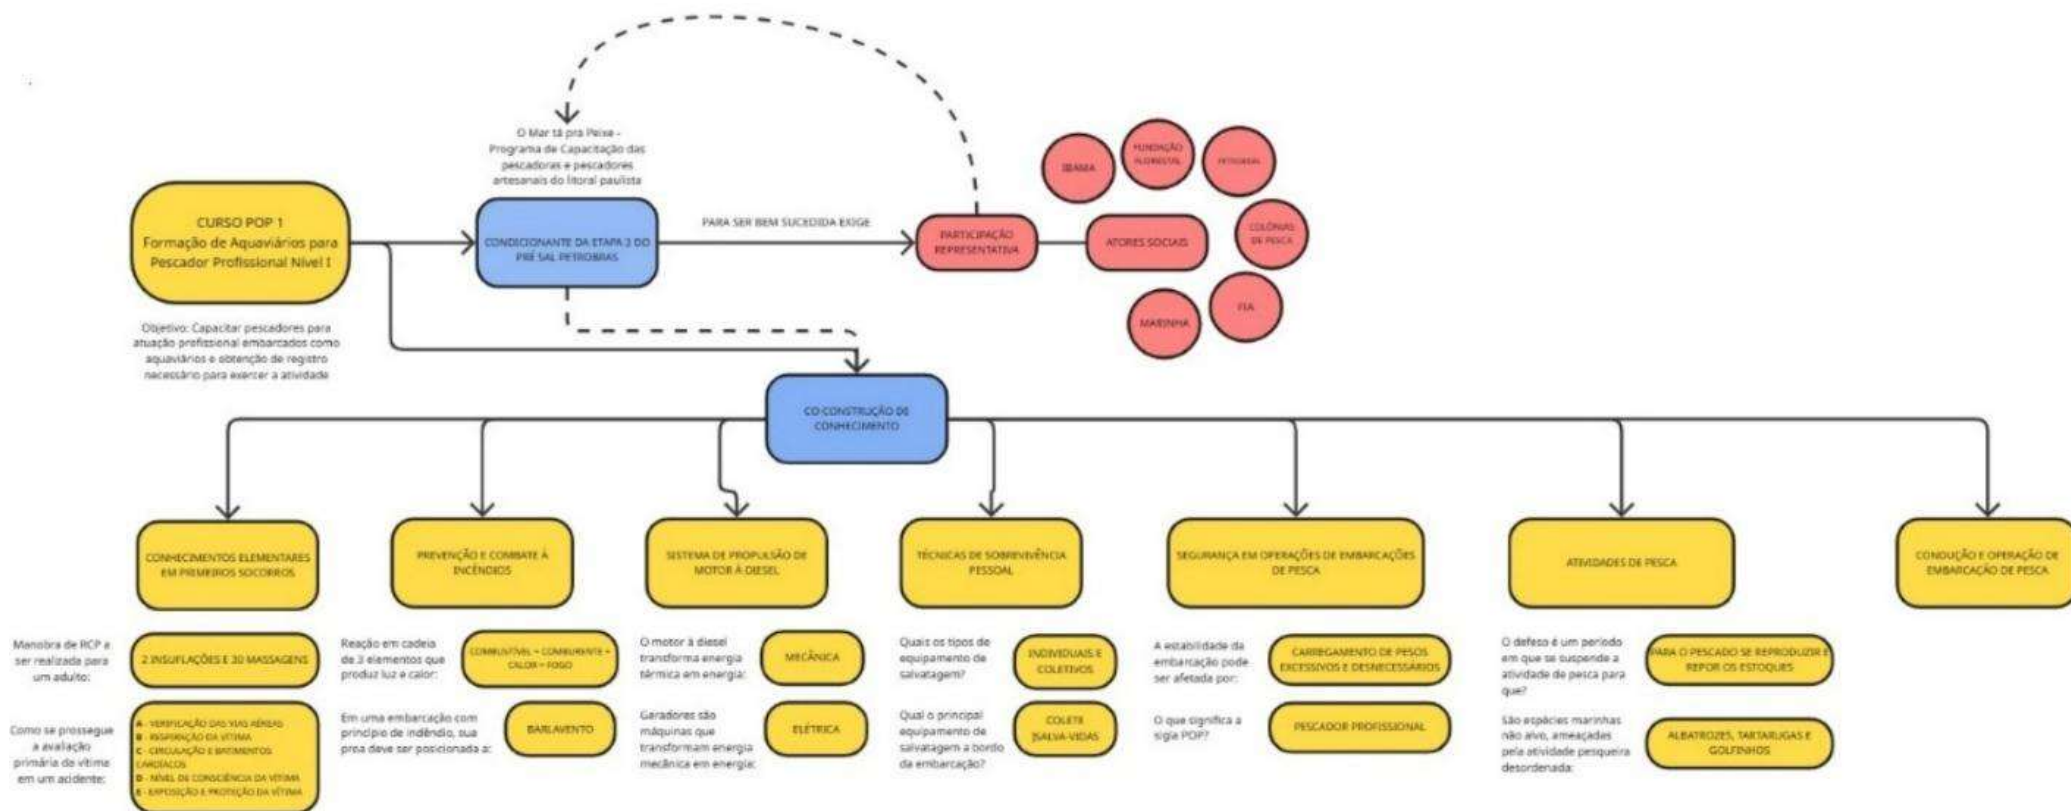 O Mar tá pra Peixe -
Programa de Capacitação das
pescadoras e pescadores
artesanais do litoral paulista
CURSO POP 1
Formação de Aquaviários para
Pescador Profissional Nível I
Objetivo: Capacitar pescadores para
atuação profissional embarcados como
aquaviários e obtenção de registro
necessário para exercer a atividade
CONDICIONANTE DA ETAPA 3 DO
PRÉ SAL PETROBRAS
PARA SER BEM SUCEDIDA EXIGE
PARTICIPAÇÃO
REPRESENTATIVA
ATORES SOCIAIS
IBAMA
FUNDAÇÃO
FLORESTAL
PETROBRAS
COLÔNIAS
DE PESCA
MARINHA
CO-CONSTRUÇÃO DE
CONHECIMENTO
CONHECIMENTOS ELEMENTARES
EM PRIMEIROS SOCORROS
Manobra de RCP a
ser realizada para
um adulto:
2 INSUFLAÇÕES E 30 MASSAGENS
Como se prossegue
a avaliação
primária da vítima
em um acidente:
A - VERIFICAÇÃO DAS VIAS AÉREAS
B - RESPIRAÇÃO DA VÍTIMA
C - CIRCULAÇÃO E BATIMENTOS
CARDÍACOS
D - NÍVEL DE CONSCIÊNCIA DA VÍTIMA
E - EXPOSIÇÃO E PROTEÇÃO DA VÍTIMA
PREVENÇÃO E COMBATE À
INCÊNDIOS
Reação em cadeia
de 3 elementos que
produz luz e calor:
COMBUSTÍVEL + COMBURENTE +
CALOR = FOGO
Em uma embarcação com
princípio de indêndio, sua
proa deve ser posicionada a:
BARLAVENTO
SISTEMA DE PROPULSÃO DE
MOTOR À DIESEL
O motor à diesel
transforma energia
térmica em energia:
MECÂNICA
Geradores são
máquinas que
transformam energia
mecânica em energia:
ELÉTRICA
TÉCNICAS DE SOBREVIVÊNCIA
PESSOAL
Quais os tipos de
equipamento de
salvatagem?
INDIVIDUAIS E
COLETIVOS
Qual o principal
equipamento de
salvatagem a bordo
da embarcação?
COLETE
SALVA-VIDAS
SEGURANÇA EM OPERAÇÕES DE EMBARCAÇÕES
DE PESCA
A estabilidade da
embarcação pode
ser afetada por:
CARREGAMENTO DE PESOS
EXCESSIVOS E DESNECESSÁRIOS
O que significa a
sigla POP?
PESCADOR PROFISSIONAL
ATIVIDADES DE PESCA
O defeso é um período
em que se suspende a
atividade de pesca para
que?
PARA O PESCADO SE REPRODUZIR E
REPOR OS ESTOQUES
São espécies marinhas
não alvo, ameaçadas
pela atividade pesqueira
desordenada:
ALBATROZES, TARTARUGAS E
GOLFINHOS
CONDUÇÃO E OPERAÇÃO DE
EMBARCAÇÃO DE PESCA